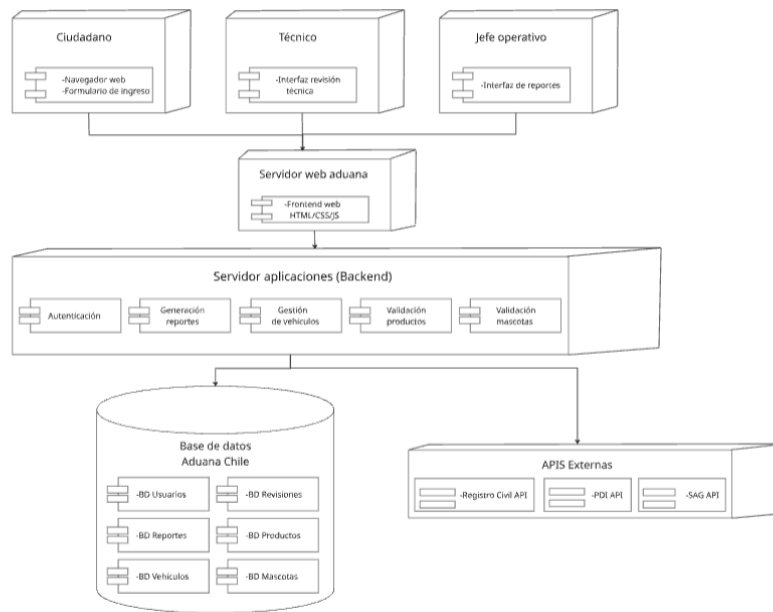 Ciudadano
-Navegador web
-Formulario de ingreso
Técnico
-Interfaz revisión
técnica
Jefe operativo
-Interfaz de reportes
Servidor web aduana
-Frontend web
HTML/CSS/JS
Servidor aplicaciones (Backend)
Autenticación
Generación
reportes
Gestión
de vehículos
Validación
productos
Validación
mascotas
Base de datos
Aduana Chile
-BD Usuarios
-BD Revisiones
-BD Reportes
-BD Productos
-BD Vehículos
-BD Mascotas
APIS Externas
-Registro Civil API
-PDI API
-SAG API